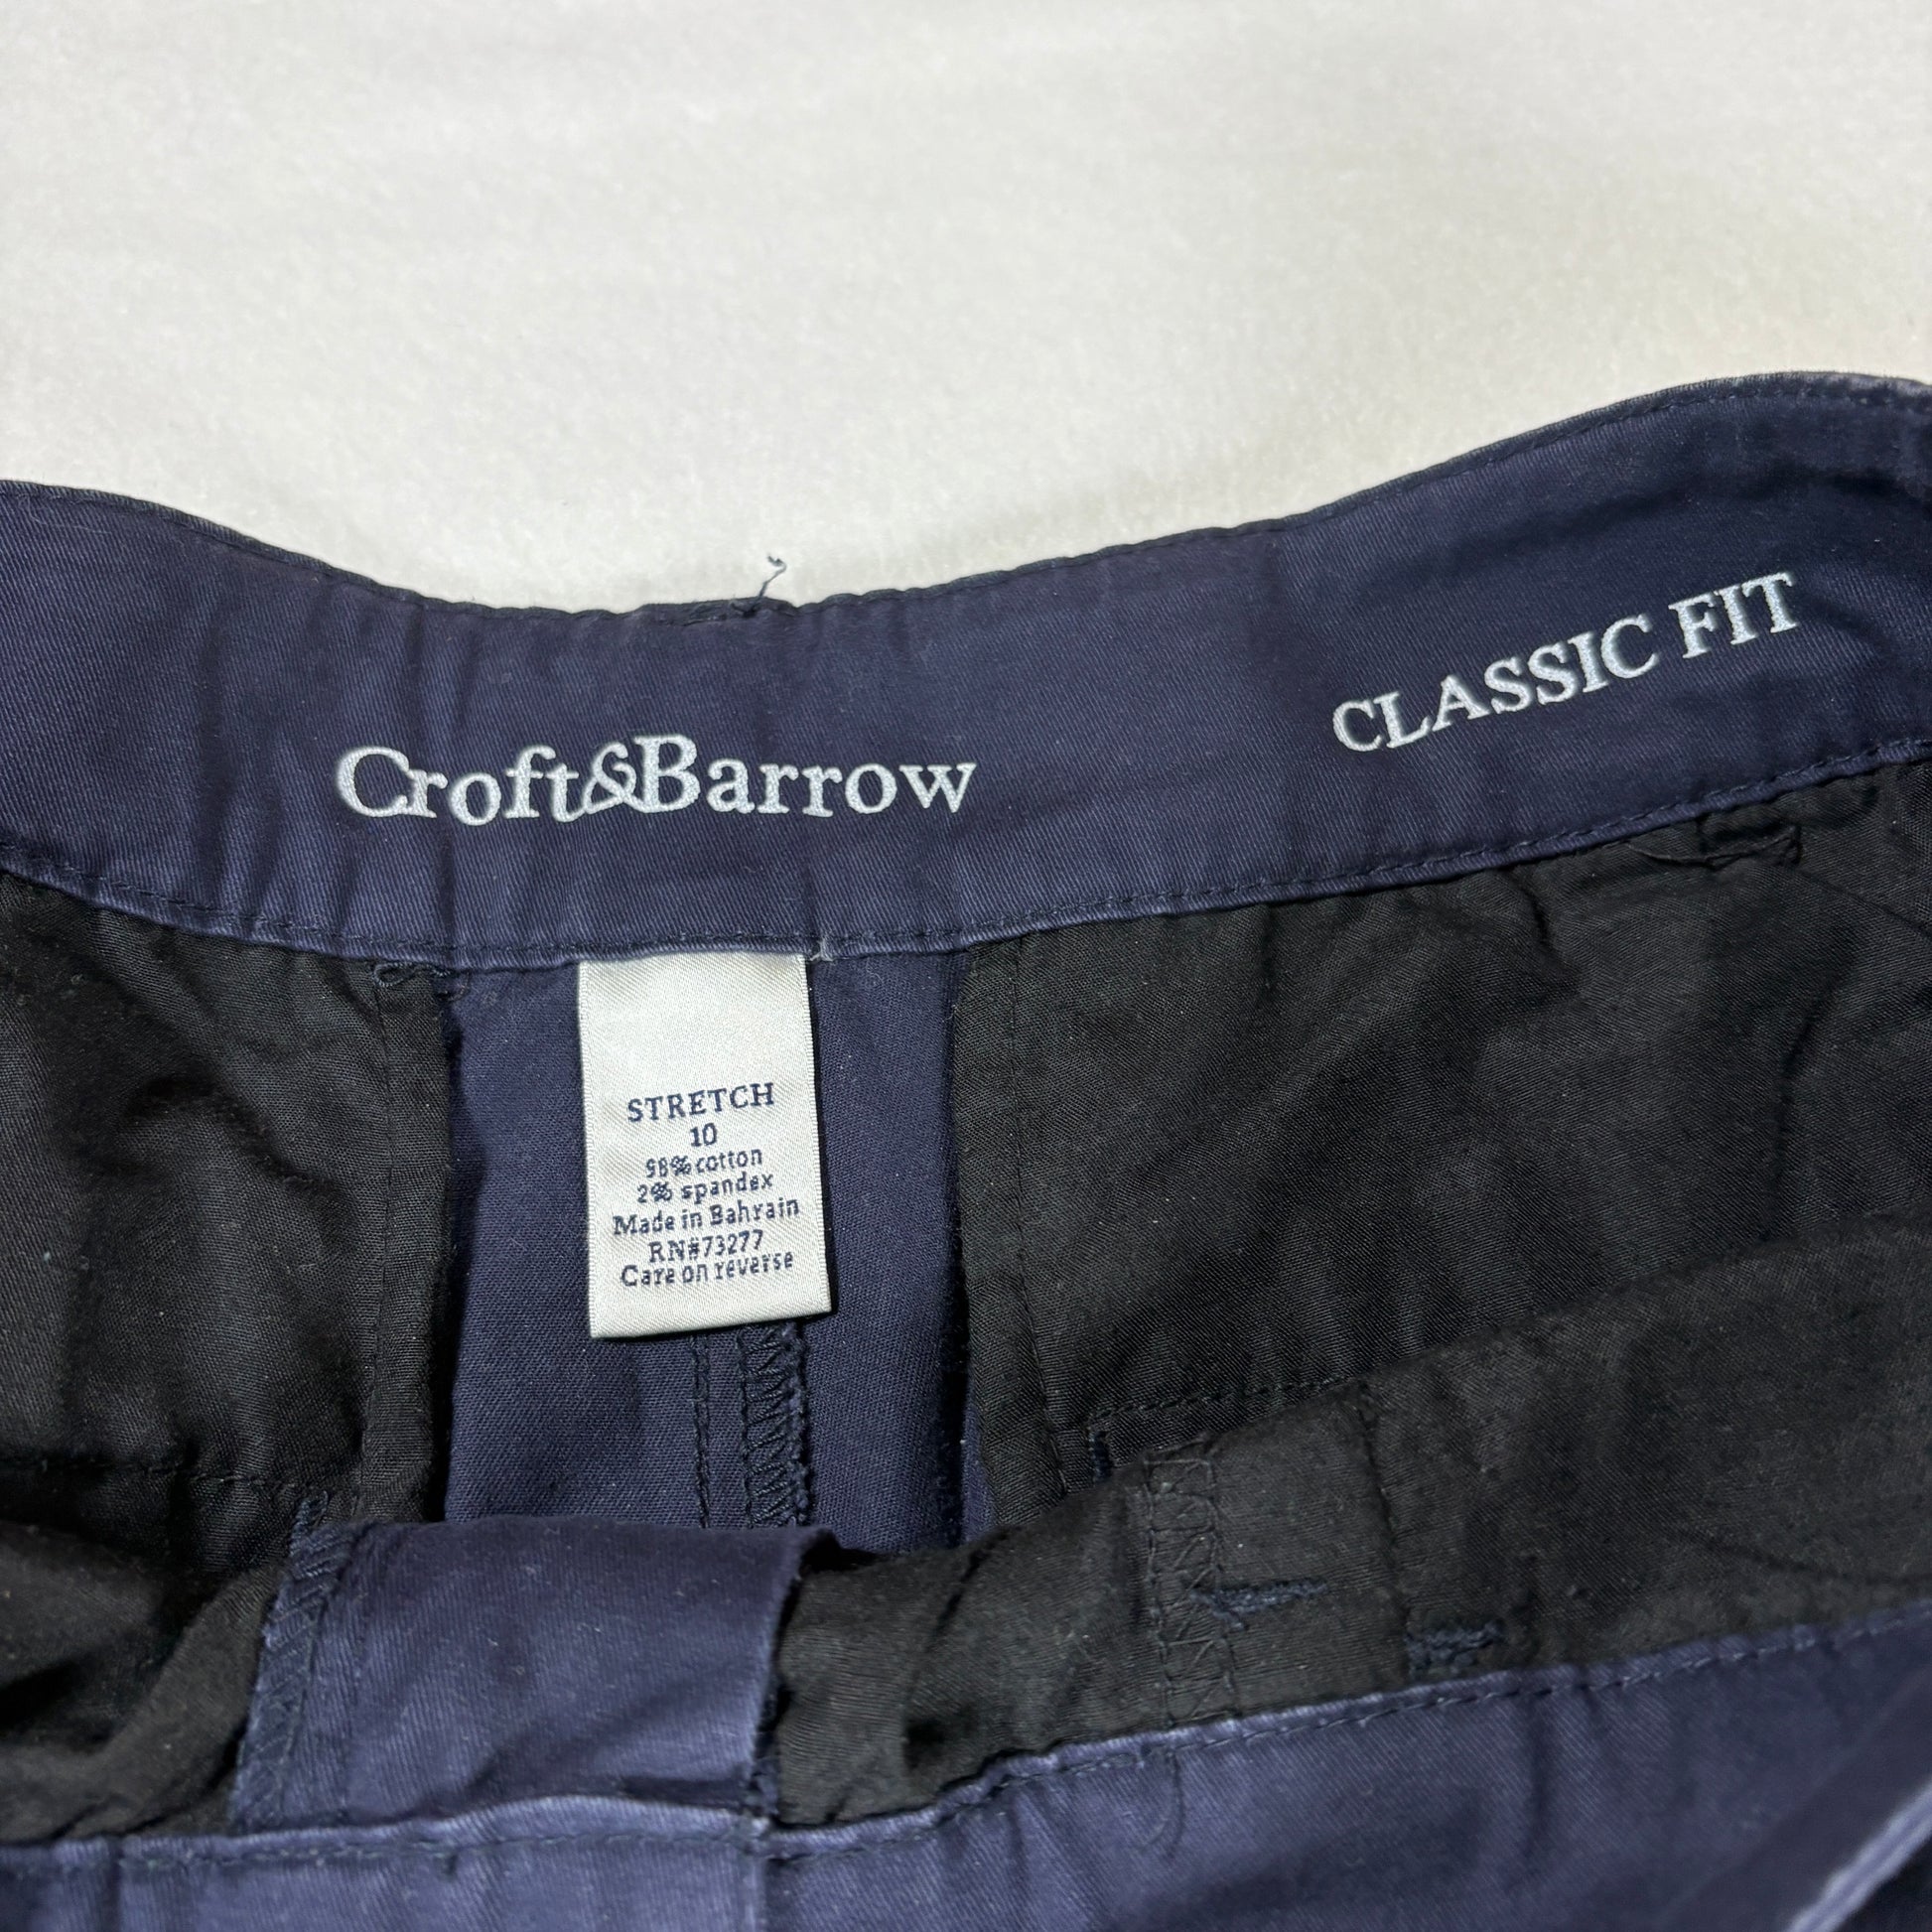 Croft&Barrow
CLASSIC FIT
STRETCH
10
98% cotton
2% spandex
Made in Bahrain
RN#73277
Care on reverse